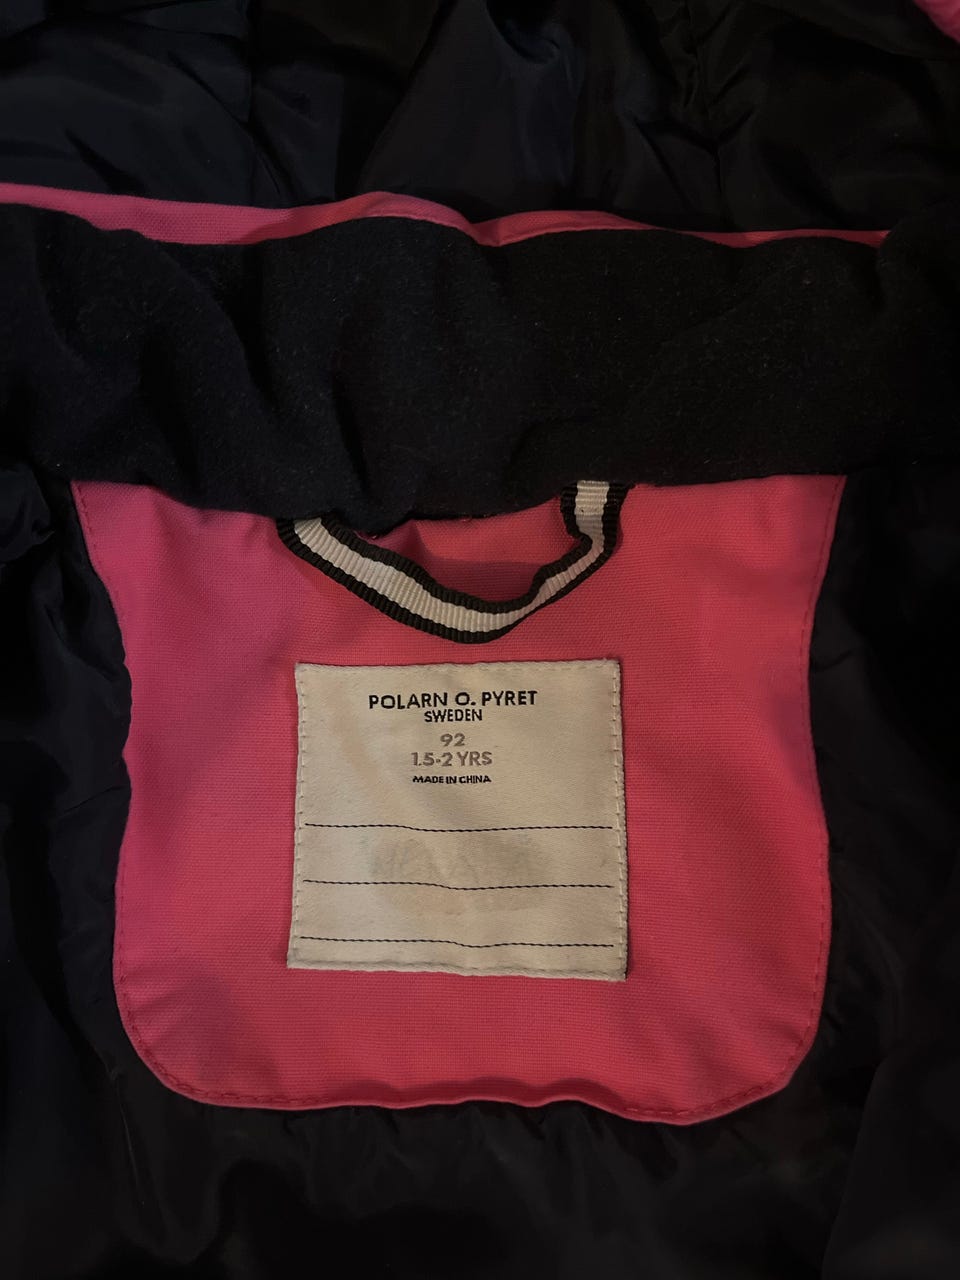 POLARN O. PYRET
SWEDEN
92
1.5-2 YRS
MADE IN CHINA